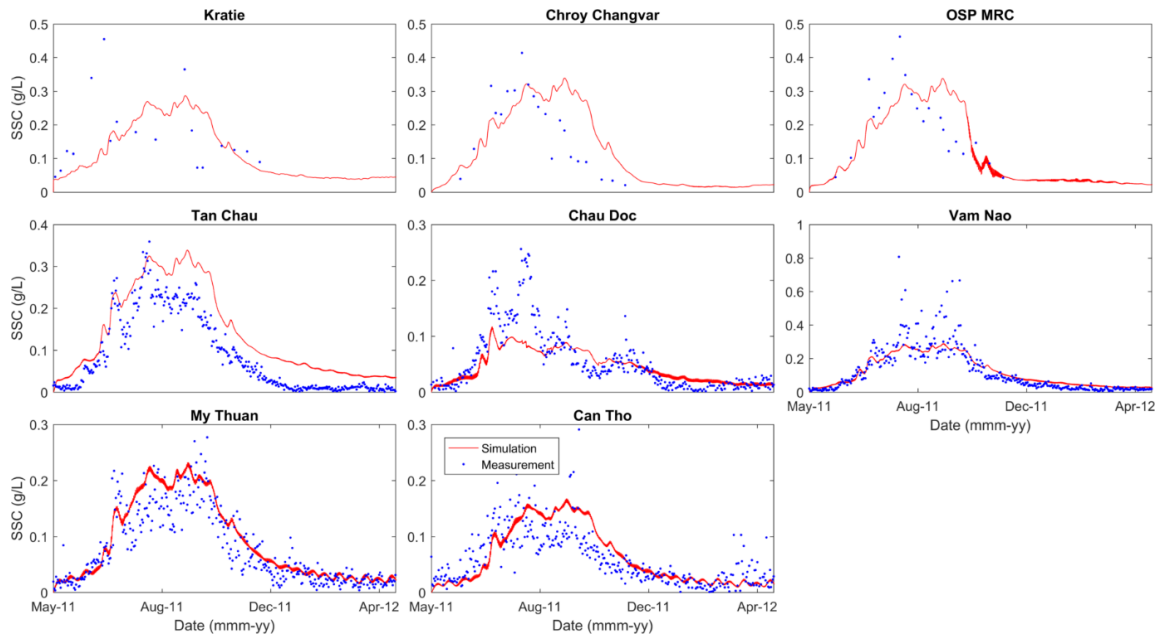 Kratie
Chroy Changvar
OSP MRC
0.5
0.4
0.3
0.2
0.1
0
SSC (g/L)
0.5
0.4
0.3
0.2
0.1
0
0.5
0.4
0.3
0.2
0.1
0
Tan Chau
Chau Doc
Vam Nao
0.4
0.3
0.2
0.1
0
SSC (g/L)
0.3
0.2
0.1
0
1
0.8
0.6
0.4
0.2
0
May-11 Aug-11 Dec-11 Apr-12
Date (mmm-yy)
My Thuan
Can Tho
0.3
0.2
0.1
0
SSC (g/L)
May-11 Aug-11 Dec-11 Apr-12
Date (mmm-yy)
0.3
0.2
0.1
0
Simulation
Measurement
May-11 Aug-11 Dec-11 Apr-12
Date (mmm-yy)